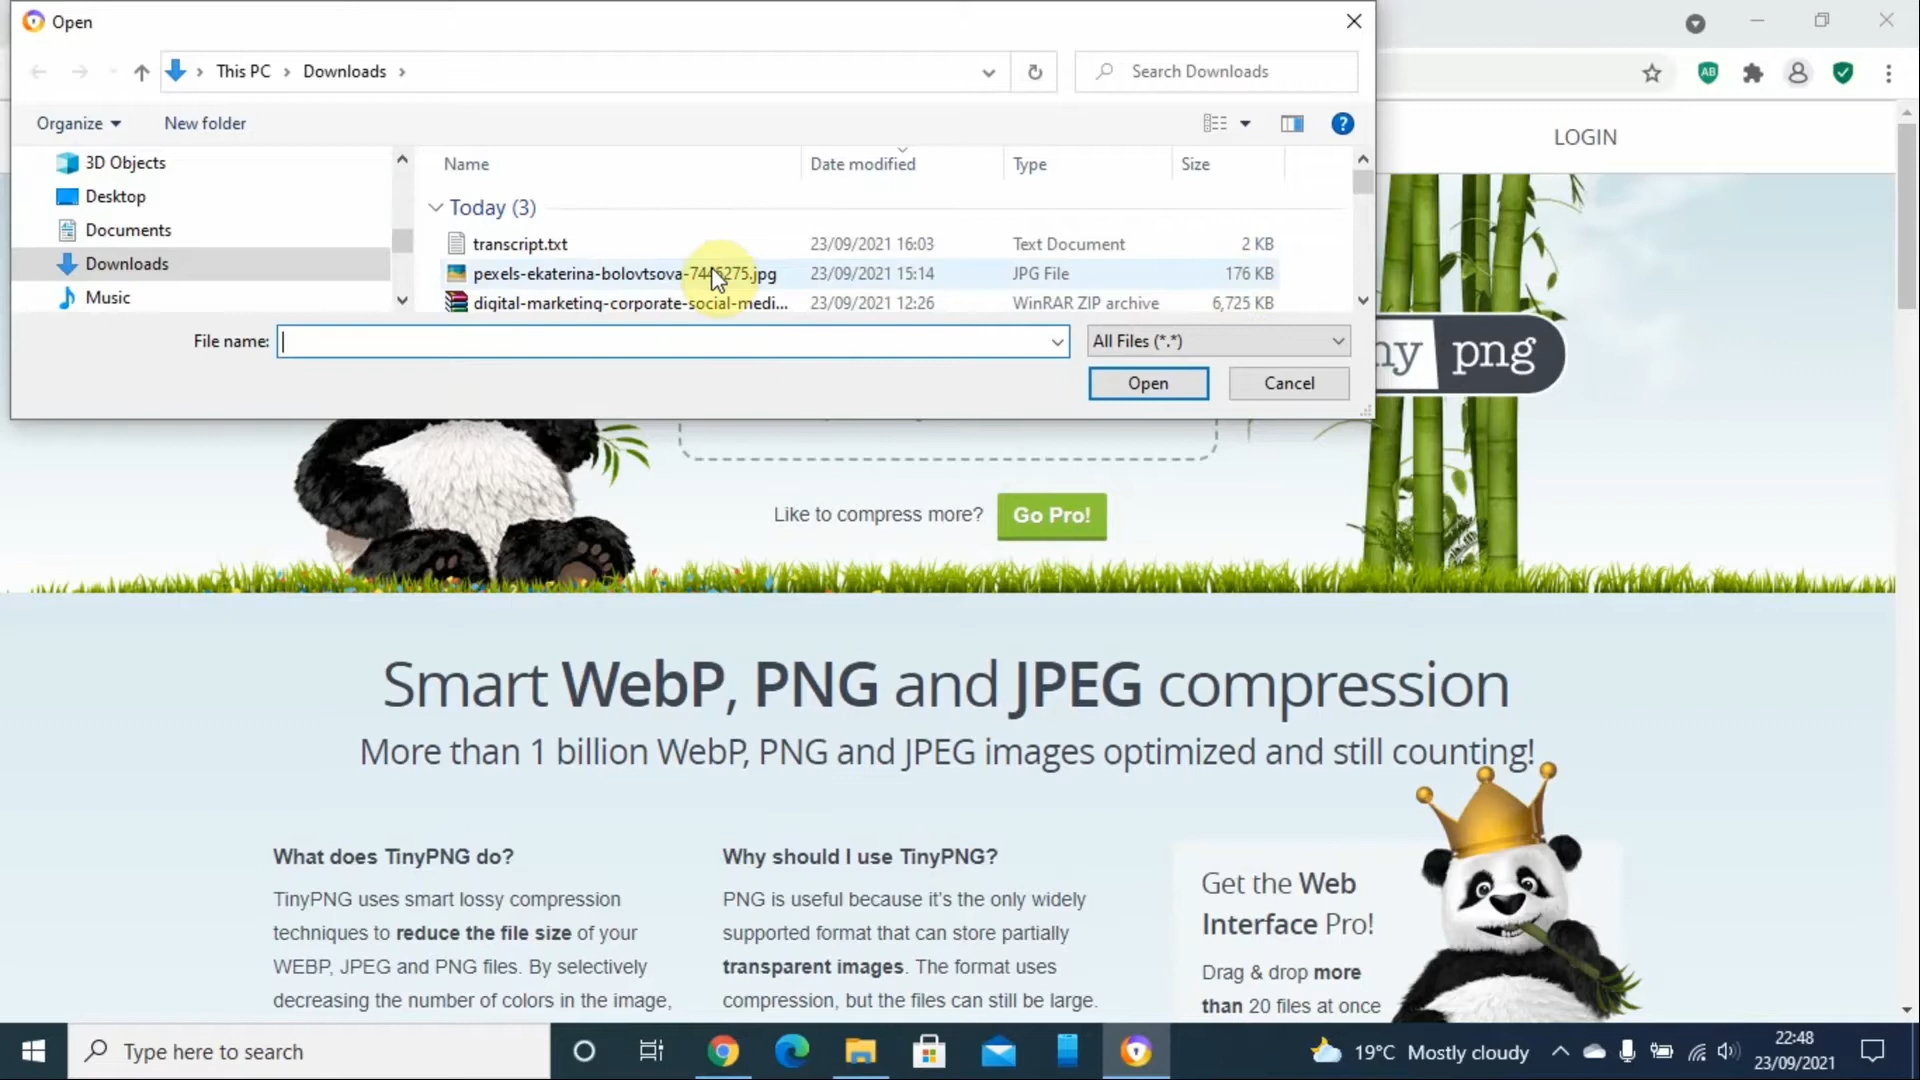 Open
This PC > Downloads >
Search Downloads
Organize
New folder
?
AB
LOGIN
3D Objects
Desktop
Documents
Downloads
Music
Name Date modified Type Size
Today (3)
transcript.txt 23/09/2021 16:03 Text Document 2 KB
pexels-ekaterina-bolovtsova-7446275.jpg 23/09/2021 15:14 JPG File 176 KB
digital-marketing-corporate-social-medi... 23/09/2021 12:26 WinRAR ZIP archive 6,725 KB
File name:
All Files (*.*)
Open
Cancel
ny png
Like to compress more?
Go Pro!
Smart WebP, PNG and JPEG compression
More than 1 billion WebP, PNG and JPEG images optimized and still counting!
What does TinyPNG do?
TinyPNG uses smart lossy compression
techniques to reduce the file size of your
WEBP, JPEG and PNG files. By selectively
decreasing the number of colors in the image,
Why should I use TinyPNG?
PNG is useful because it's the only widely
supported format that can store partially
transparent images. The format uses
compression, but the files can still be large.
Get the Web
Interface Pro!
Drag & drop more
than 20 files at once
Type here to search
19°C Mostly cloudy
22:48
23/09/2021